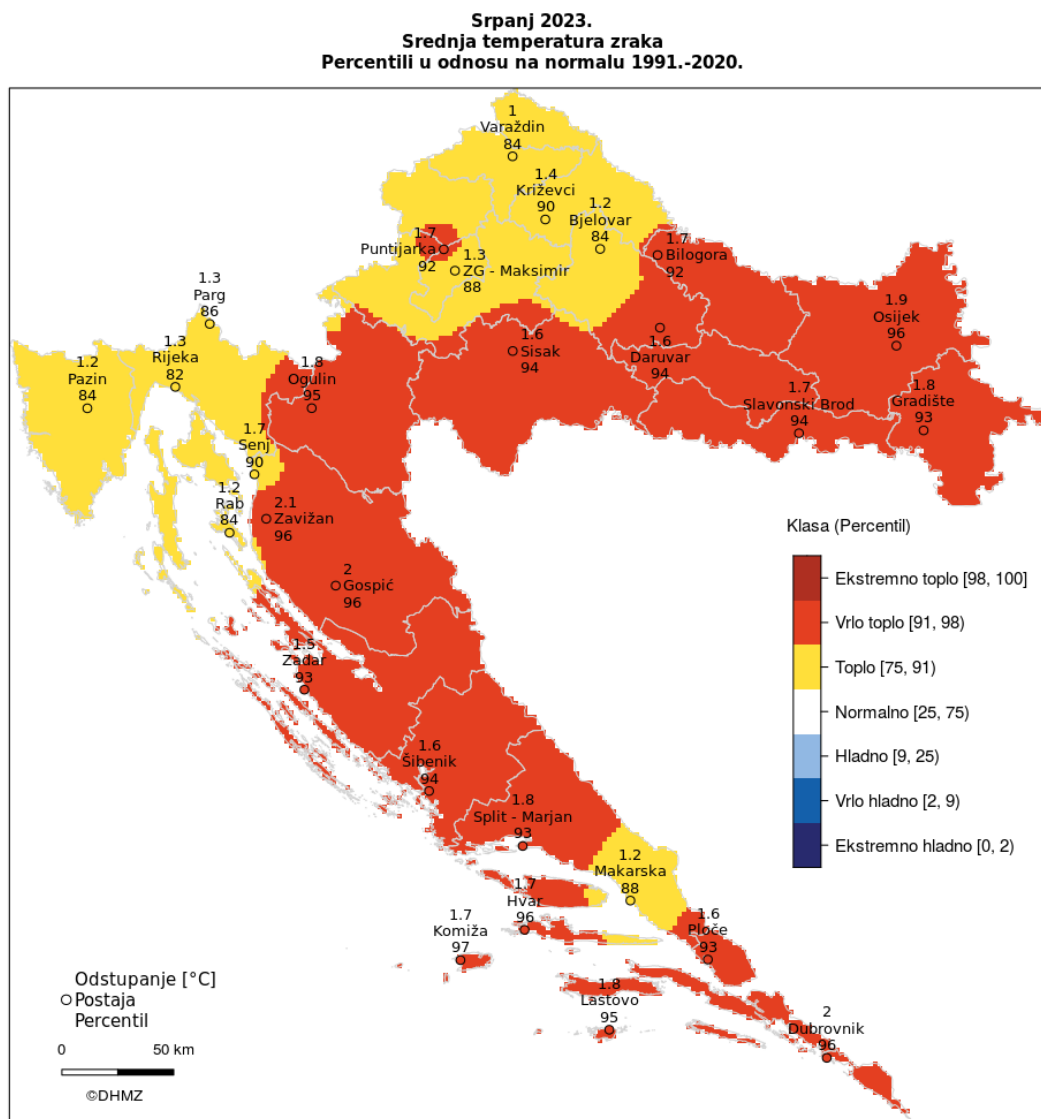 Srpanj 2023.
Srednja temperatura zraka
Percentili u odnosu na normalu 1991.-2020.
1
Varaždin
84
1.4
Križevci
90
1.2
Bjelovar
84
1.7
Puntijarka
92
1.3
ZG - Maksimir
88
1.7
Bilogora
92
1.3
Parg
86
1.9
Osijek
96
1.2
Pazin
84
1.3
Rijeka
82
1.8
Ogulin
95
1.6
Sisak
94
1.6
Daruvar
94
1.7
Slavonski Brod
94
1.8
Gradište
93
1.7
Senj
90
1.2
Rab
84
2.1
Zavižan
96
2
Gospić
96
1.5
Zadar
93
1.6
Šibenik
94
1.8
Split - Marjan
93
1.2
Makarska
88
1.7
Hvar
96
1.7
Komiža
97
1.6
Ploče
93
1.8
Lastovo
95
2
Dubrovnik
96
Klasa (Percentil)
Ekstremno toplo [98, 100]
Vrlo toplo [91, 98)
Toplo [75, 91)
Normalno [25, 75)
Hladno [9, 25)
Vrlo hladno [2, 9)
Ekstremno hladno [0, 2)
Odstupanje [°C]
Postaja
Percentil
0 50 km
©DHMZ